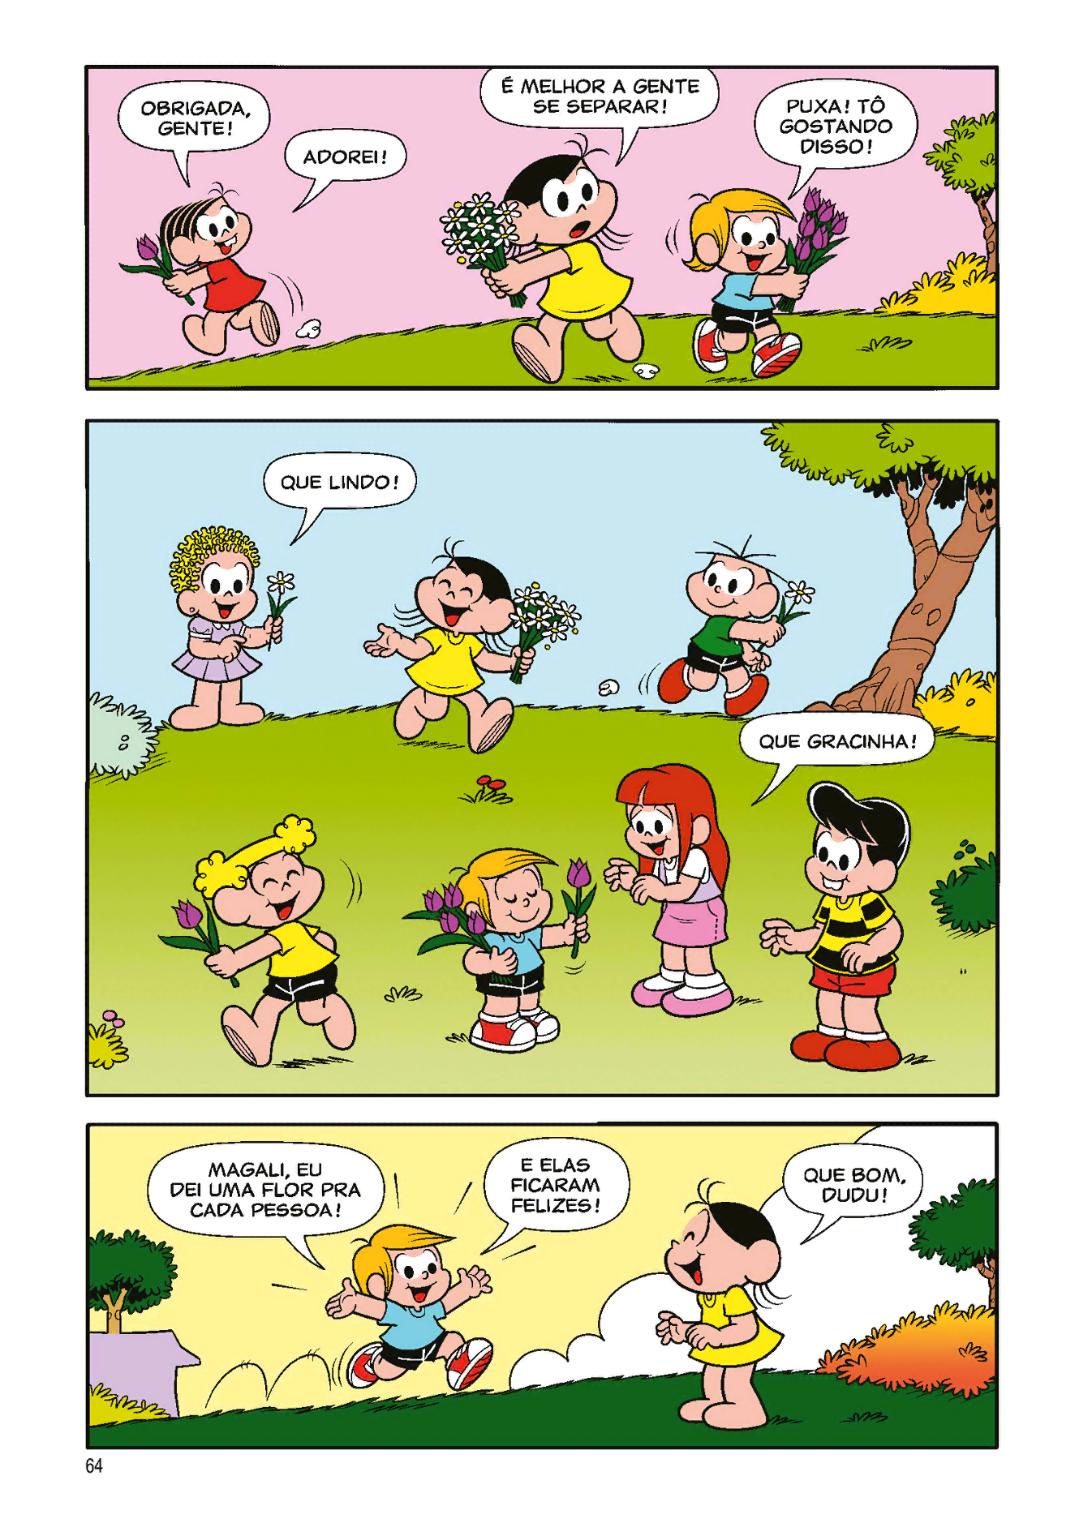 OBRIGADA,
GENTE!
ADOREI!
É MELHOR A GENTE
SE SEPARAR!
PUXA! TÔ
GOSTANDO
DISSO!
QUE LINDO!
QUE GRACINHA!
MAGALI, EU
DEI UMA FLOR PRA
CADA PESSOA!
E ELAS
FICARAM
FELIZES!
QUE BOM,
DUDU!
64